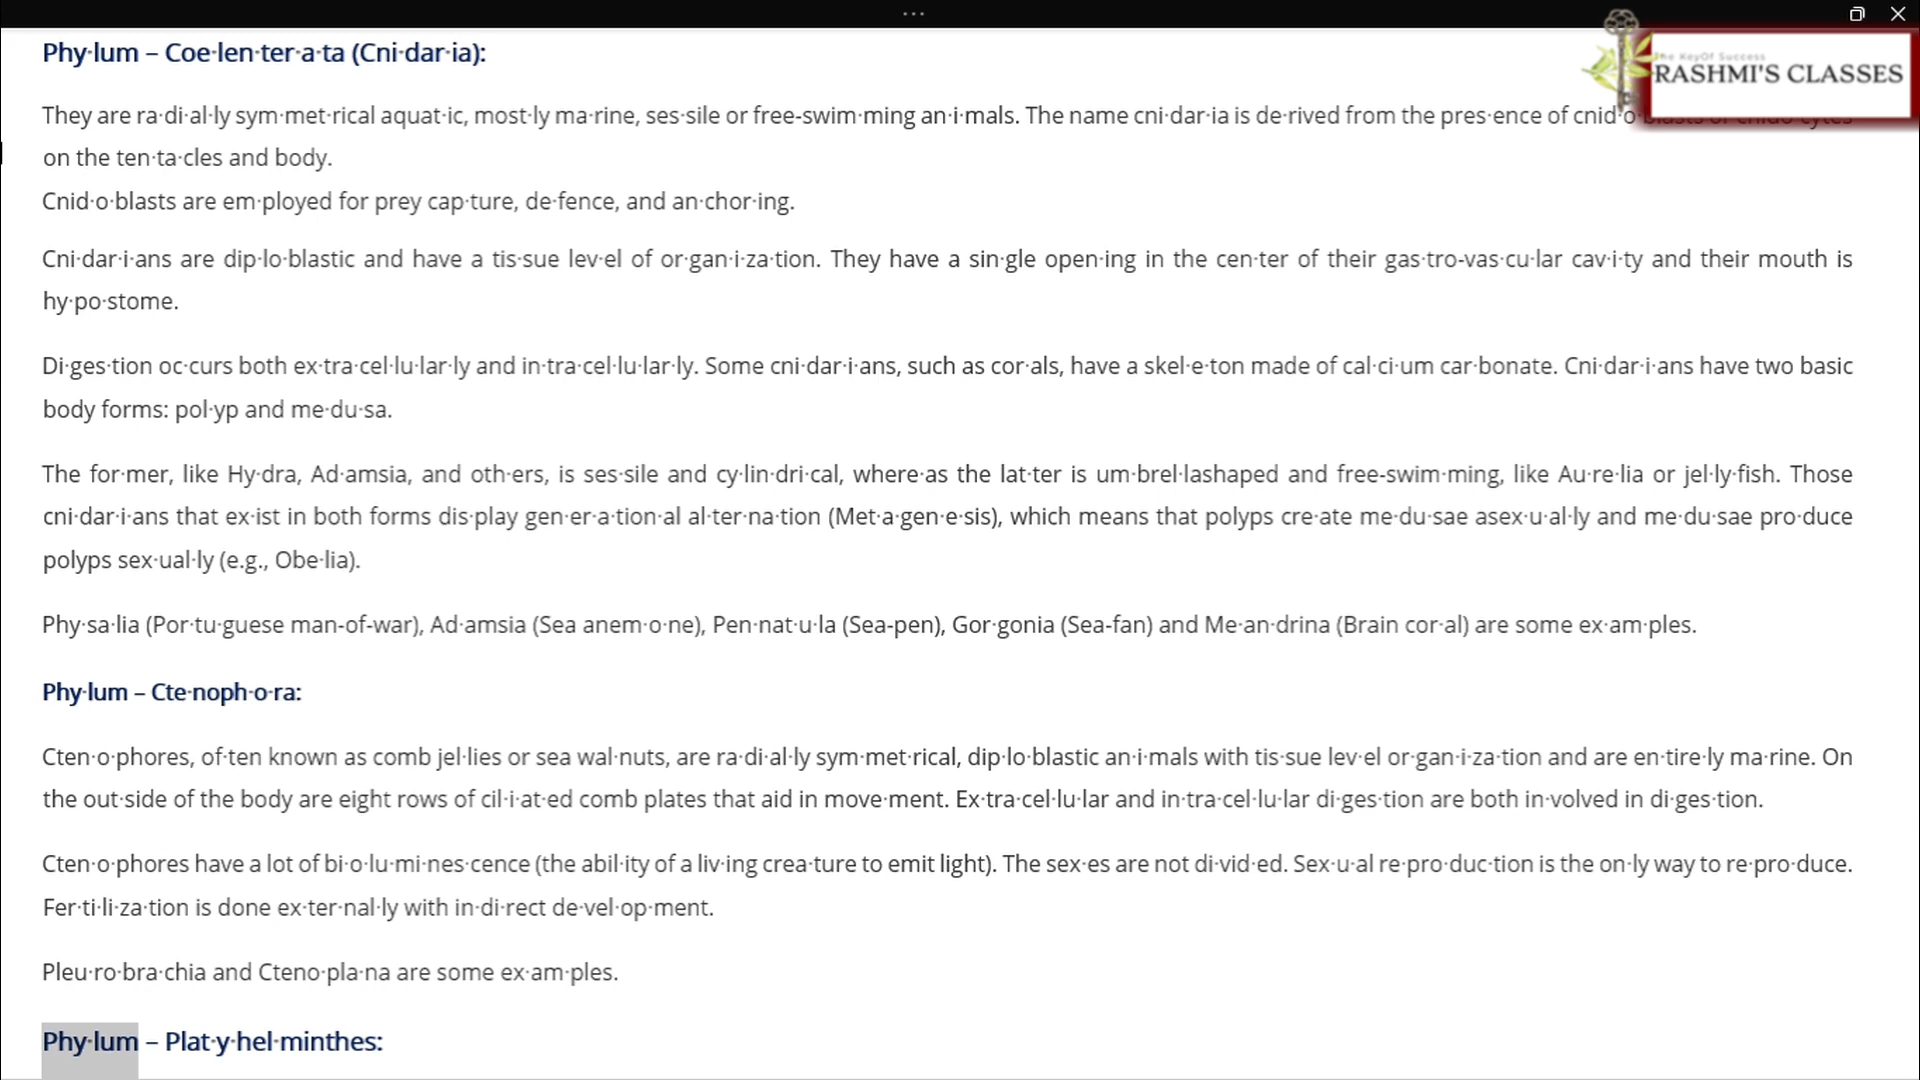 Phy·lum – Coe·len·ter·a·ta (Cni·dar·ia):
The KeyOf Success
RASHMI'S CLASSES
They are ra·di·al·ly sym·met·rical aquat·ic, most·ly ma·rine, ses·sile or free-swim·ming an·i·mals. The name cni·dar·ia is de·rived from the pres·ence of cnid·o·blasts or cnido·cytes
on the ten·ta·cles and body.
Cnid·o·blasts are em·ployed for prey cap·ture, de·fence, and an·chor·ing.
Cni·dar·i·ans are dip·lo·blastic and have a tis·sue lev·el of or·gan·i·za·tion. They have a sin·gle open·ing in the cen·ter of their gas·tro-vas·cu·lar cav·i·ty and their mouth is
hy·po·stome.
Di·ges·tion oc·curs both ex·tra·cel·lu·lar·ly and in·tra·cel·lu·lar·ly. Some cni·dar·i·ans, such as cor·als, have a skel·e·ton made of cal·ci·um car·bonate. Cni·dar·i·ans have two basic
body forms: pol·yp and me·du·sa.
The for·mer, like Hy·dra, Ad·amsia, and oth·ers, is ses·sile and cy·lin·dri·cal, where·as the lat·ter is um·brel·lashaped and free-swim·ming, like Au·re·lia or jel·ly·fish. Those
cni·dar·i·ans that ex·ist in both forms dis·play gen·er·a·tion·al al·ter·na·tion (Met·a·gen·e·sis), which means that polyps cre·ate me·du·sae asex·u·al·ly and me·du·sae pro·duce
polyps sex·ual·ly (e.g., Obe·lia).
Phy·sa·lia (Por·tu·guese man-of-war), Ad·amsia (Sea anem·o·ne), Pen·nat·u·la (Sea-pen), Gor·gonia (Sea-fan) and Me·an·drina (Brain cor·al) are some ex·am·ples.
Phy·lum – Cte·noph·o·ra:
Cten·o·phores, of·ten known as comb jel·lies or sea wal·nuts, are ra·di·al·ly sym·met·rical, dip·lo·blastic an·i·mals with tis·sue lev·el or·gan·i·za·tion and are en·tire·ly ma·rine. On
the out·side of the body are eight rows of cil·i·at·ed comb plates that aid in move·ment. Ex·tra·cel·lu·lar and in·tra·cel·lu·lar di·ges·tion are both in·volved in di·ges·tion.
Cten·o·phores have a lot of bi·o·lu·mi·nes·cence (the abil·ity of a liv·ing crea·ture to emit light). The sex·es are not di·vid·ed. Sex·u·al re·pro·duc·tion is the on·ly way to re·pro·duce.
Fer·ti·li·za·tion is done ex·ter·nal·ly with in·di·rect de·vel·op·ment.
Pleu·ro·bra·chia and Cteno·pla·na are some ex·am·ples.
Phy·lum – Plat·y·hel·minthes: